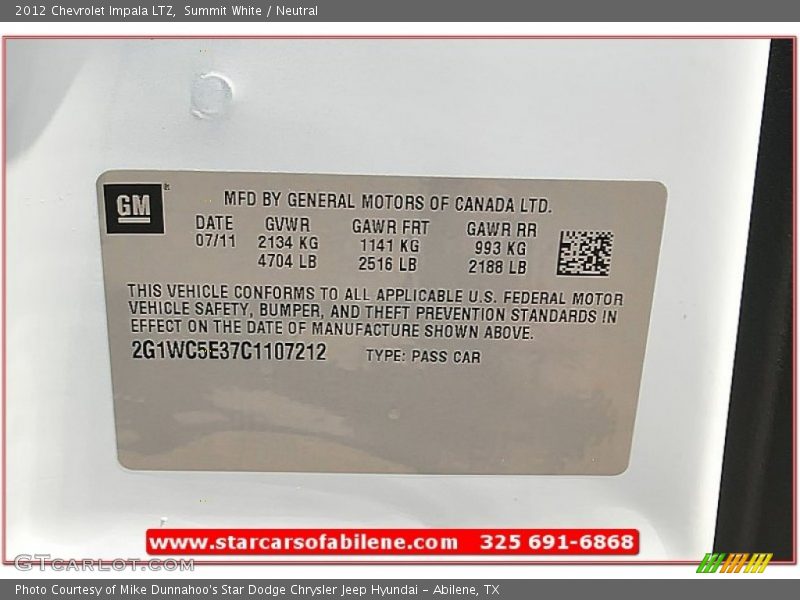 2012 Chevrolet Impala LTZ,  Summit White / Neutral
GM®
MFD BY GENERAL MOTORS OF CANADA LTD.
DATE GVWR GAWR FRT GAWR RR
07/11 2134 KG 1141 KG 993 KG
4704 LB 2516 LB 2188 LB
THIS VEHICLE CONFORMS TO ALL APPLICABLE U.S. FEDERAL MOTOR
VEHICLE SAFETY, BUMPER, AND THEFT PREVENTION STANDARDS IN
EFFECT ON THE DATE OF MANUFACTURE SHOWN ABOVE.
2G1WC5E37C1107212 TYPE: PASS CAR
www.starcarsofabilene.com 325 691-6868
GTcarlot.com
Photo Courtesy of Mike Dunnahoo's Star Dodge Chrysler Jeep Hyundai - Abilene, TX